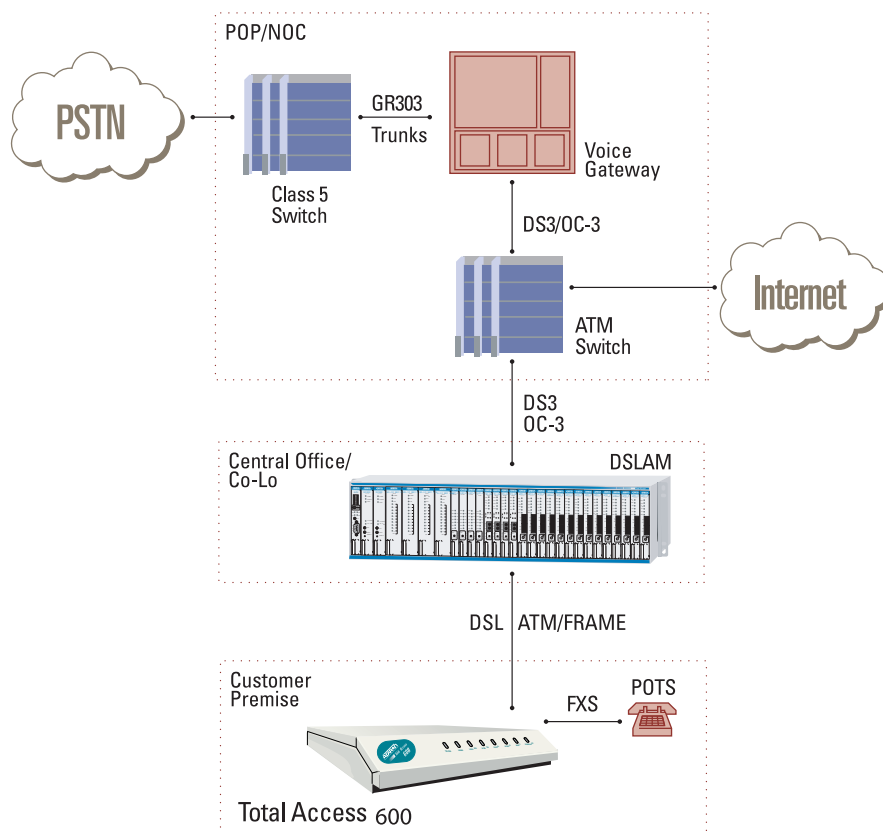 POP/NOC
PSTN
GR303
Trunks
Class 5
Switch
Voice
Gateway
DS3/OC-3
Internet
ATM
Switch
DS3
OC-3
Central Office/
Co-Lo
DSLAM
DSL
ATM/FRAME
Customer
Premise
FXS
POTS
Total Access 600